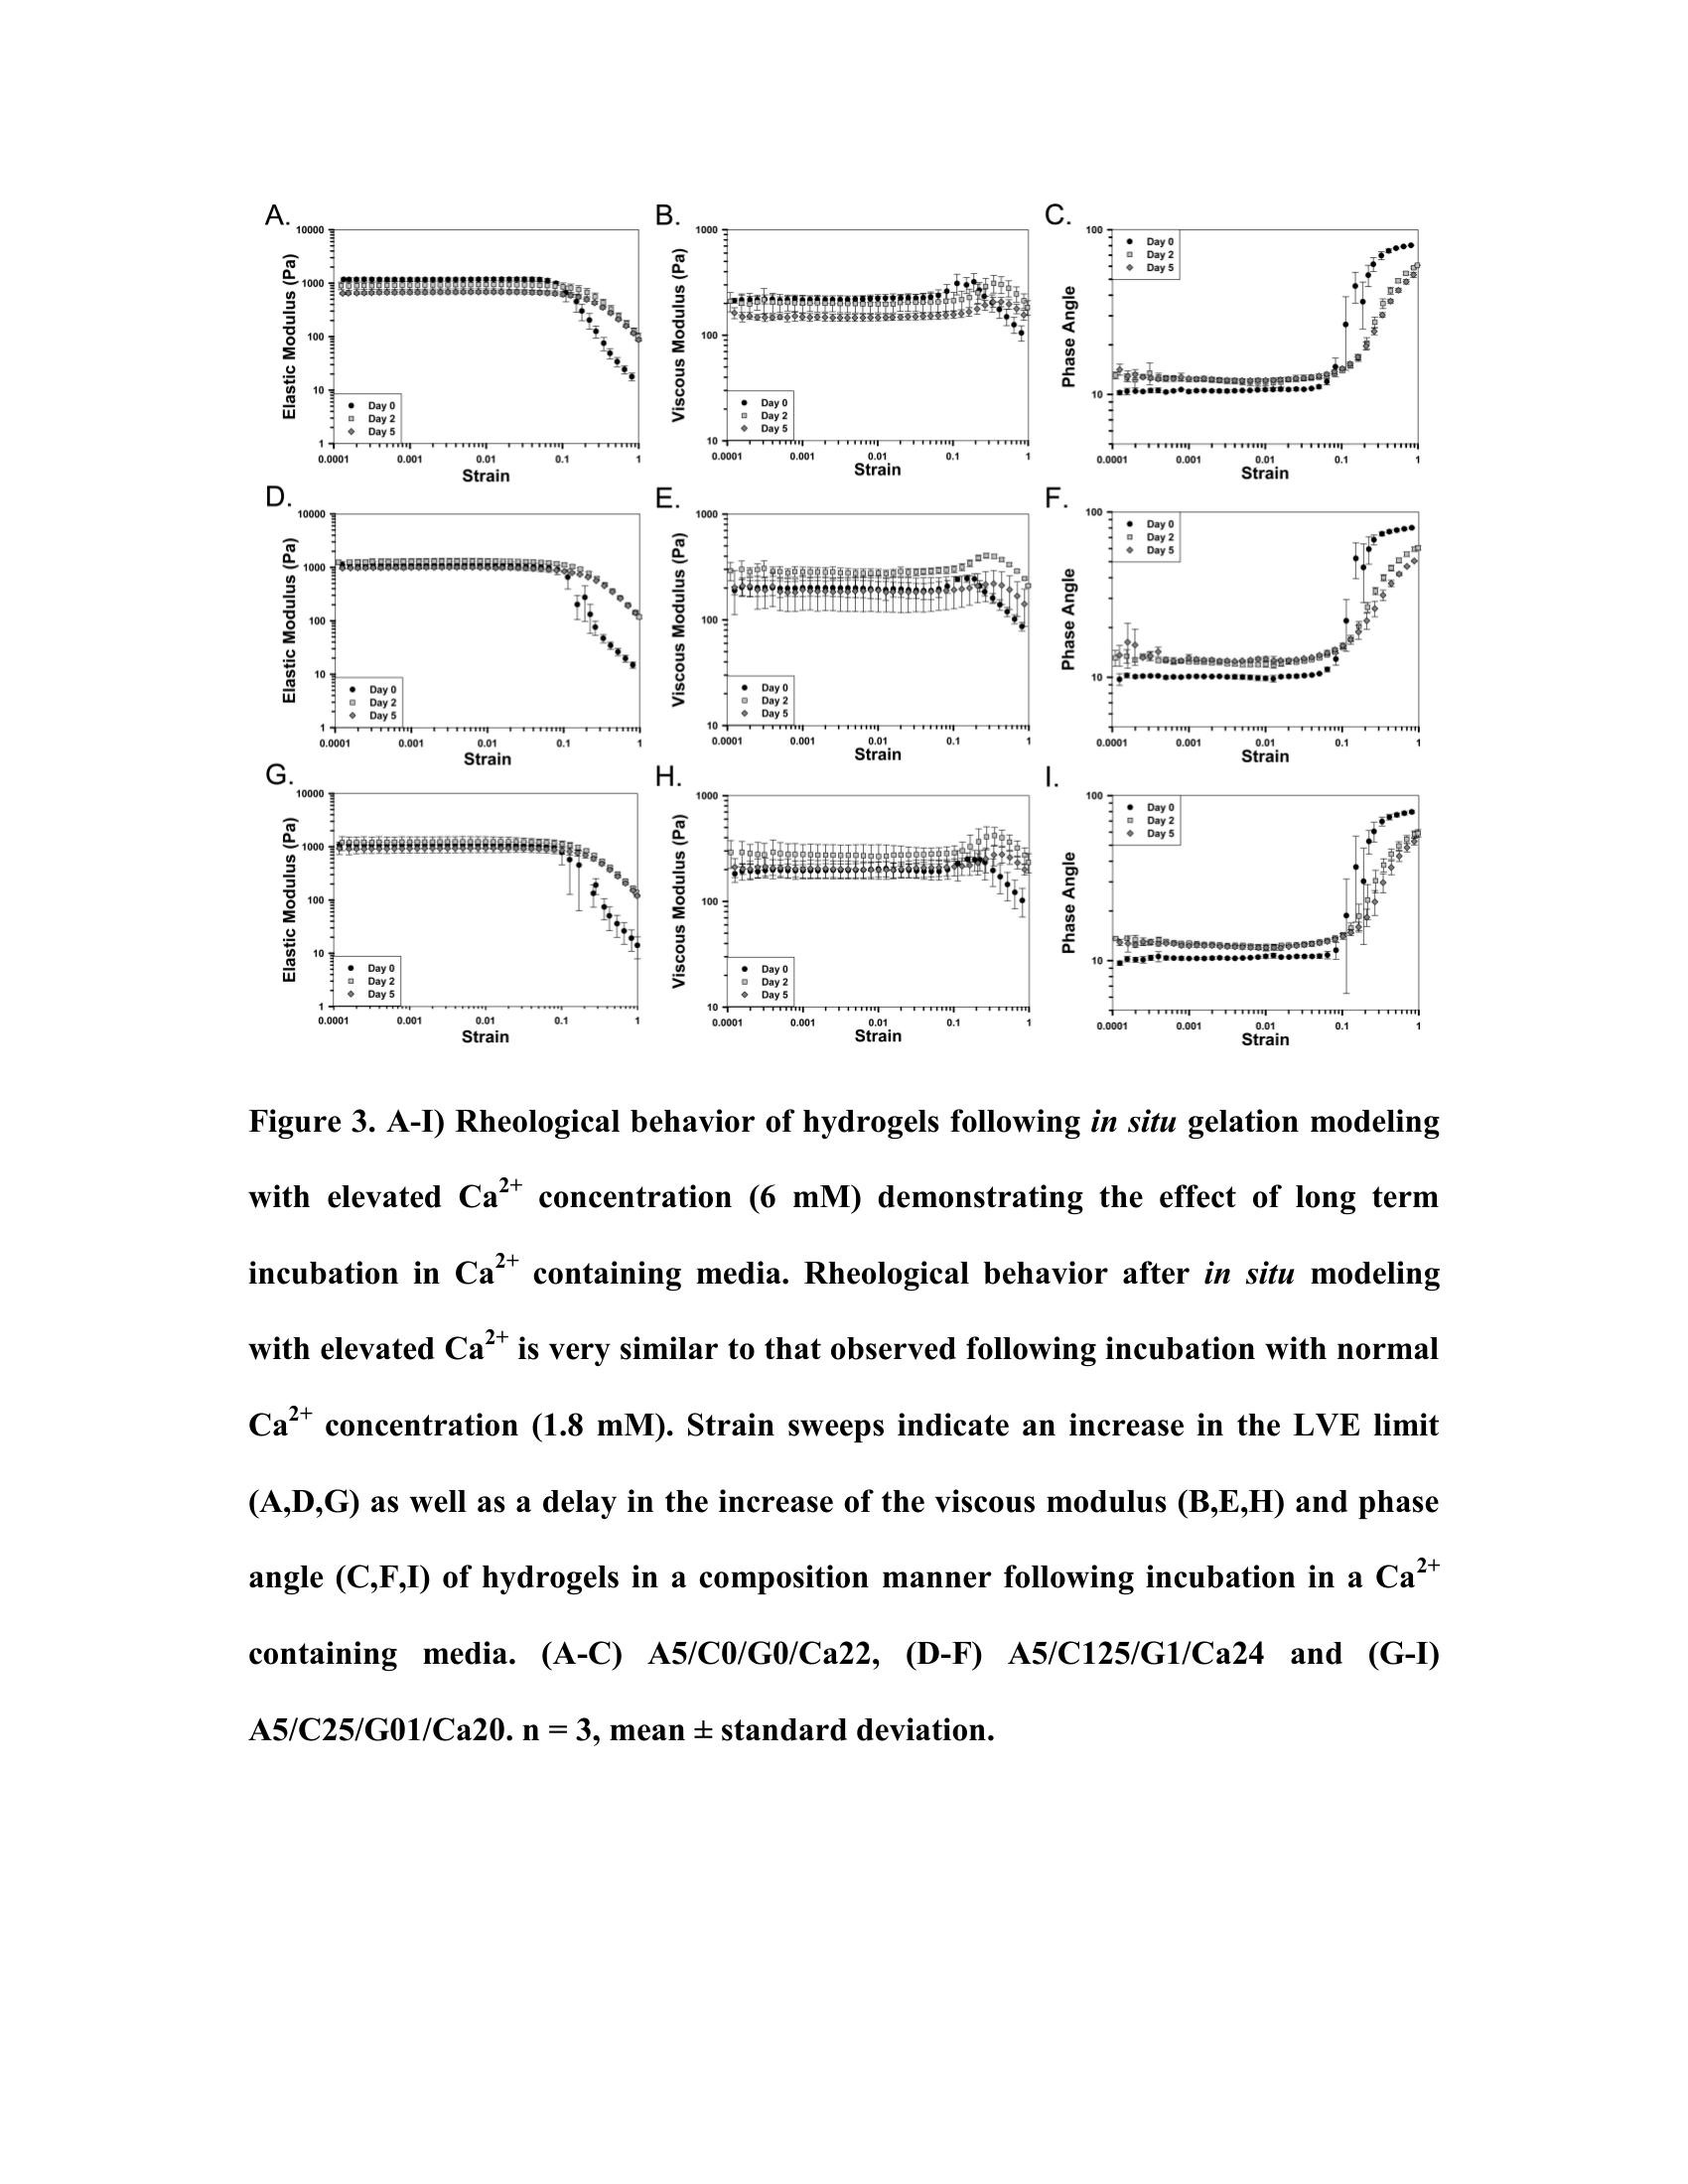 A.
10000
1000
100
10
1
Elastic Modulus (Pa)
Day 0
Day 2
Day 5
0.0001 0.001 0.01 0.1 1
Strain
B.
1000
100
10
Viscous Modulus (Pa)
Day 0
Day 2
Day 5
0.0001 0.001 0.01 0.1 1
Strain
C.
100
10
Phase Angle
Day 0
Day 2
Day 5
0.0001 0.001 0.01 0.1 1
Strain
D.
10000
1000
100
10
1
Elastic Modulus (Pa)
Day 0
Day 2
Day 5
0.0001 0.001 0.01 0.1 1
Strain
E.
1000
100
10
Viscous Modulus (Pa)
Day 0
Day 2
Day 5
0.0001 0.001 0.01 0.1 1
Strain
F.
100
10
Phase Angle
Day 0
Day 2
Day 5
0.0001 0.001 0.01 0.1 1
Strain
G.
10000
1000
100
10
1
Elastic Modulus (Pa)
Day 0
Day 2
Day 5
0.0001 0.001 0.01 0.1 1
Strain
H.
1000
100
10
Viscous Modulus (Pa)
Day 0
Day 2
Day 5
0.0001 0.001 0.01 0.1 1
Strain
I.
100
10
Phase Angle
Day 0
Day 2
Day 5
0.0001 0.001 0.01 0.1 1
Strain
Figure 3. A-I) Rheological behavior of hydrogels following in situ gelation modeling
with elevated Ca²⁺ concentration (6 mM) demonstrating the effect of long term
incubation in Ca²⁺ containing media. Rheological behavior after in situ modeling
with elevated Ca²⁺ is very similar to that observed following incubation with normal
Ca²⁺ concentration (1.8 mM). Strain sweeps indicate an increase in the LVE limit
(A,D,G) as well as a delay in the increase of the viscous modulus (B,E,H) and phase
angle (C,F,I) of hydrogels in a composition manner following incubation in a Ca²⁺
containing media. (A-C) A5/C0/G0/Ca22, (D-F) A5/C125/G1/Ca24 and (G-I)
A5/C25/G01/Ca20. n = 3, mean ± standard deviation.